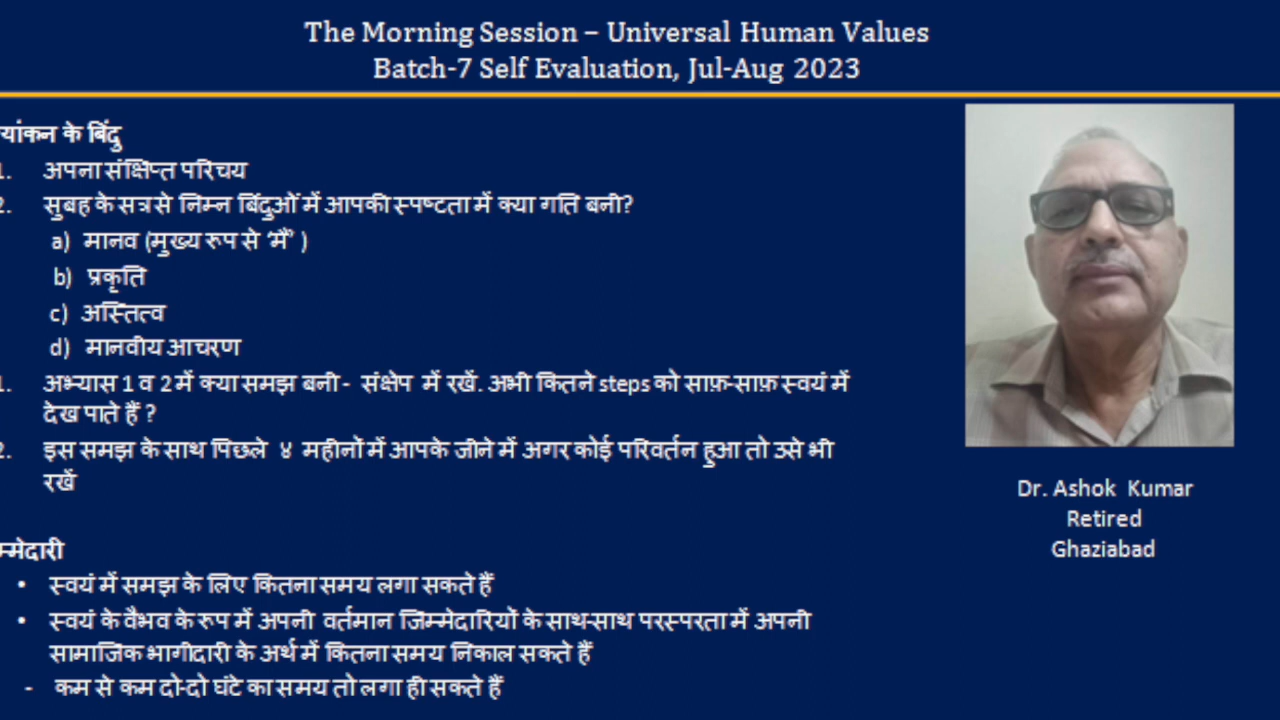 The Morning Session – Universal Human Values
Batch-7 Self Evaluation, Jul-Aug 2023
यांकन के बिंदु
1. अपना संक्षिप्त परिचय
2. सुबह के सत्र से निम्न बिंदुओं में आपकी स्पष्टता में क्या गति बनी?
a) मानव (मुख्य रूप से 'मैं' )
b) प्रकृति
c) अस्तित्व
d) मानवीय आचरण
1. अभ्यास 1 व 2 में क्या समझ बनी - संक्षेप में रखें. अभी कितने steps को साफ़-साफ़ स्वयं में
देख पाते हैं ?
2. इस समझ के साथ पिछले ४ महीनों में आपके जीने में अगर कोई परिवर्तन हुआ तो उसे भी
रखें
म्मेदारी
• स्वयं में समझ के लिए कितना समय लगा सकते हैं
• स्वयं के वैभव के रूप में अपनी वर्तमान जिम्मेदारियों के साथ-साथ परस्परता में अपनी
सामाजिक भागीदारी के अर्थ में कितना समय निकाल सकते हैं
- कम से कम दो-दो घंटे का समय तो लगा ही सकते हैं
Dr. Ashok Kumar
Retired
Ghaziabad